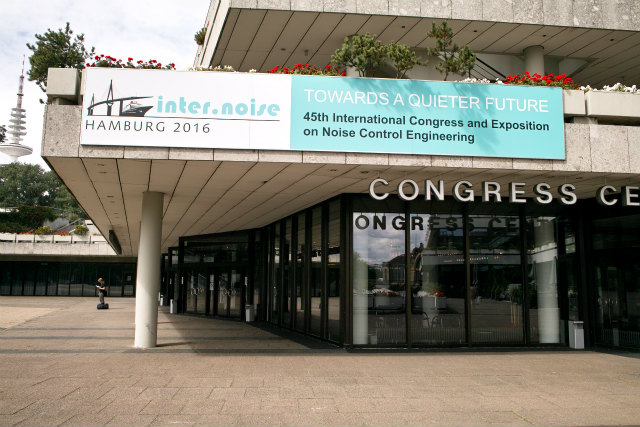 inter.noise
HAMBURG 2016
TOWARDS A QUIETER FUTURE
45th International Congress and Exposition
on Noise Control Engineering
CONGRESS CE